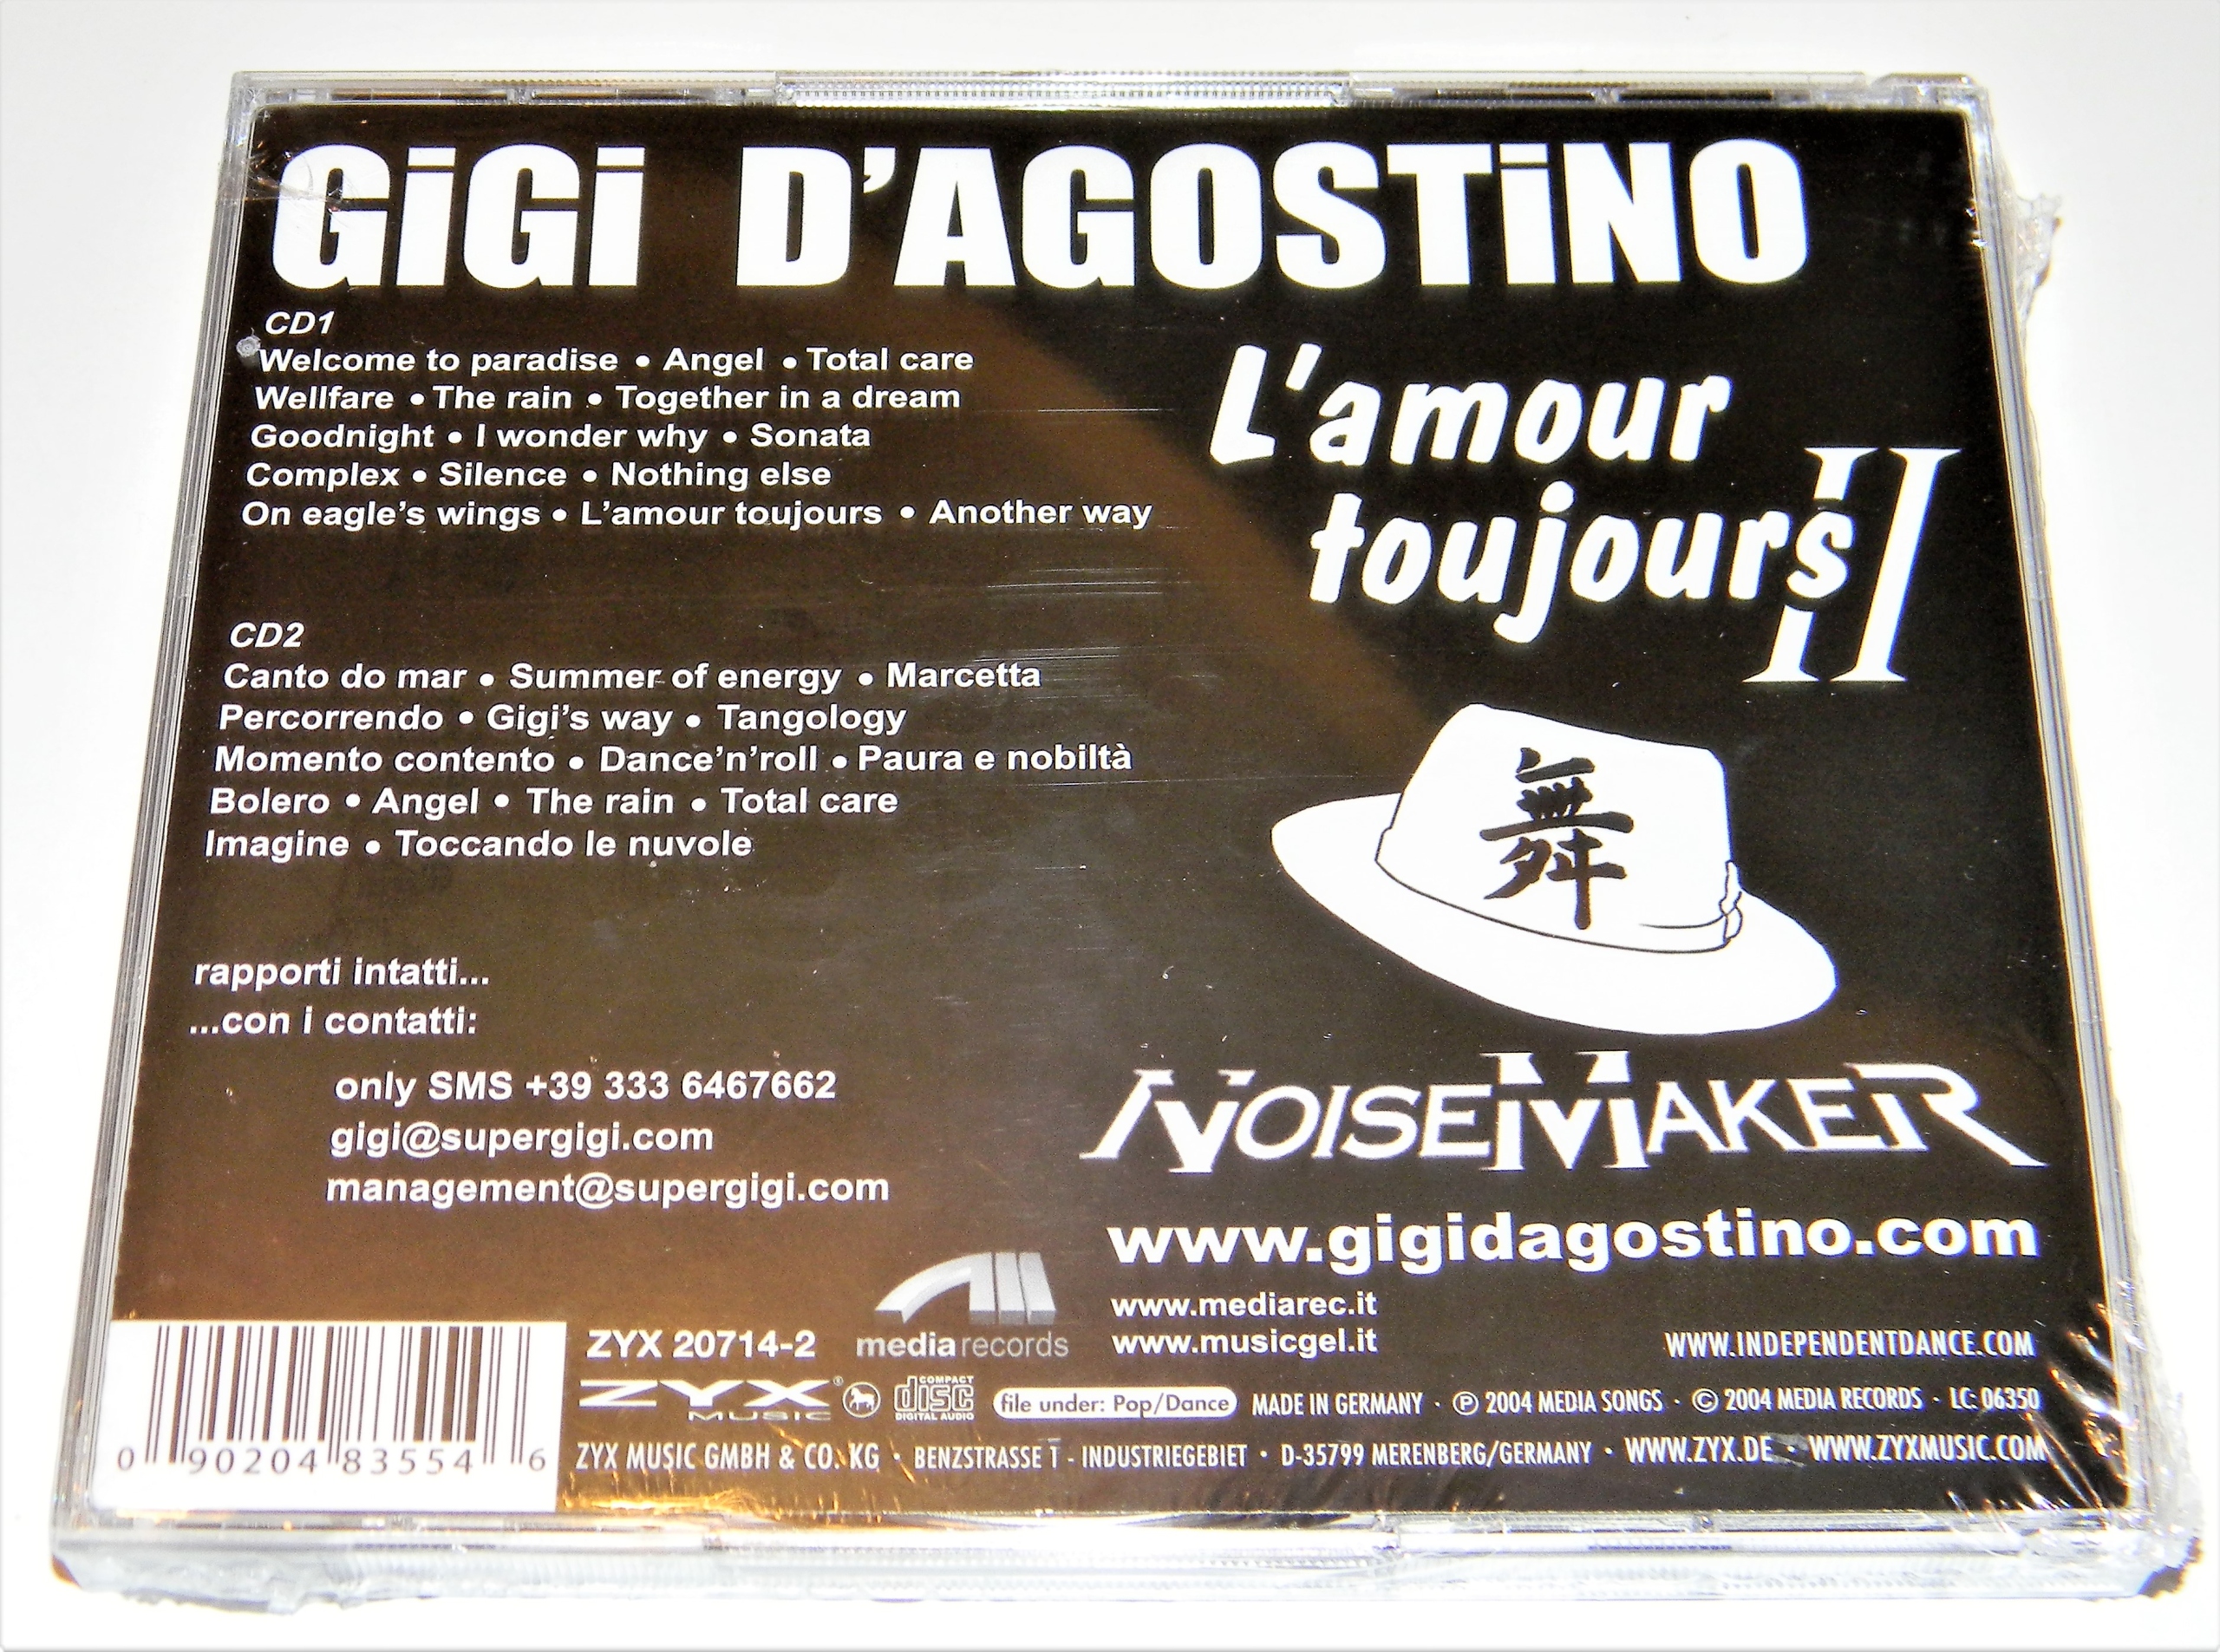 GiGi D'AGOSTiNO
CD1
Welcome to paradise • Angel • Total care
Wellfare • The rain • Together in a dream
Goodnight • I wonder why • Sonata
Complex • Silence • Nothing else
On eagle's wings • L'amour toujours • Another way
L'amour
toujours II
CD2
Canto do mar • Summer of energy • Marcetta
Percorrendo • Gigi's way • Tangology
Momento contento • Dance'n'roll • Paura e nobiltà
Bolero • Angel • The rain • Total care
Imagine • Toccando le nuvole
舞
rapporti intatti...
...con i contatti:
only SMS +39 333 6467662
gigi@supergigi.com
management@supergigi.com
NOISEMAKER
www.gigidagostino.com
www.mediarec.it
www.musicgel.it
WWW.INDEPENDENTDANCE.COM
ZYX 20714-2
media records
ZYX®
MUSIC
COMPACT
disc
DIGITAL AUDIO
file under: Pop/Dance
MADE IN GERMANY · ℗ 2004 MEDIA SONGS · © 2004 MEDIA RECORDS · LC: 06350
ZYX MUSIC GMBH & CO. KG · BENZSTRASSE 1 - INDUSTRIEGEBIET · D-35799 MERENBERG/GERMANY · WWW.ZYX.DE · WWW.ZYXMUSIC.COM
0 90204 83554 6